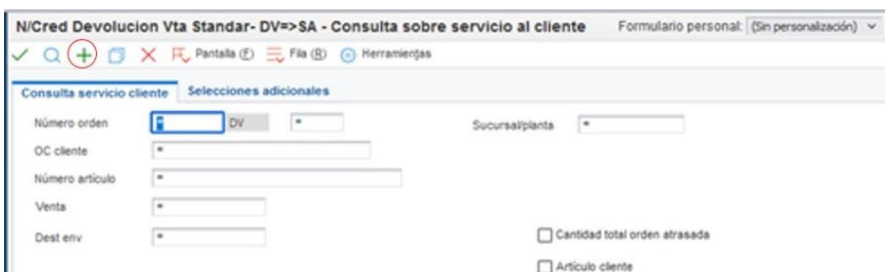 N/Cred Devolucion Vta Standar- DV=>SA - Consulta sobre servicio al cliente Formulario personal: (Sin personalización)
Pantalla (F) Fila (R) Herramientas
Consulta servicio cliente Selecciones adicionales
Número orden * DV * Sucursal/planta *
OC cliente *
Número artículo *
Venta *
Dest env *
Cantidad total orden atrasada
Artículo cliente